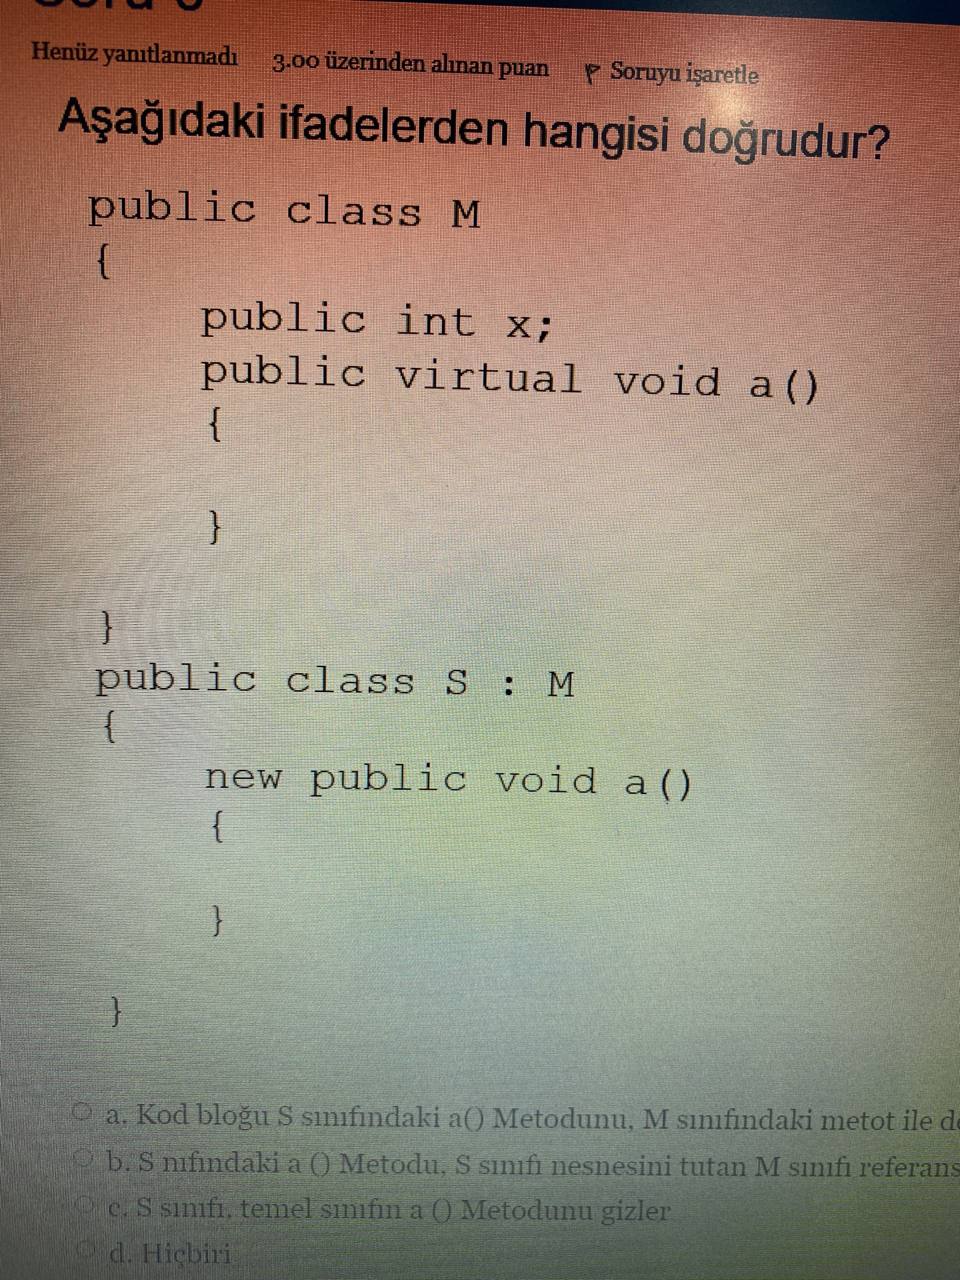 Henüz yanıtlanmadı 3.00 üzerinden alınan puan Soruyu işaretle
Aşağıdaki ifadelerden hangisi doğrudur?
public class M
{
public int x;
public virtual void a()
{
}
}
public class S : M
{
new public void a()
{
}
}
a. Kod bloğu S sınıfındaki a() Metodunu, M sınıfındaki metot ile
b. S nıfındaki a () Metodu, S sınıfı nesnesini tutan M sınıfı referans
c. S sınıfı, temel sınıfın a () Metodunu gizler
d. Hiçbiri